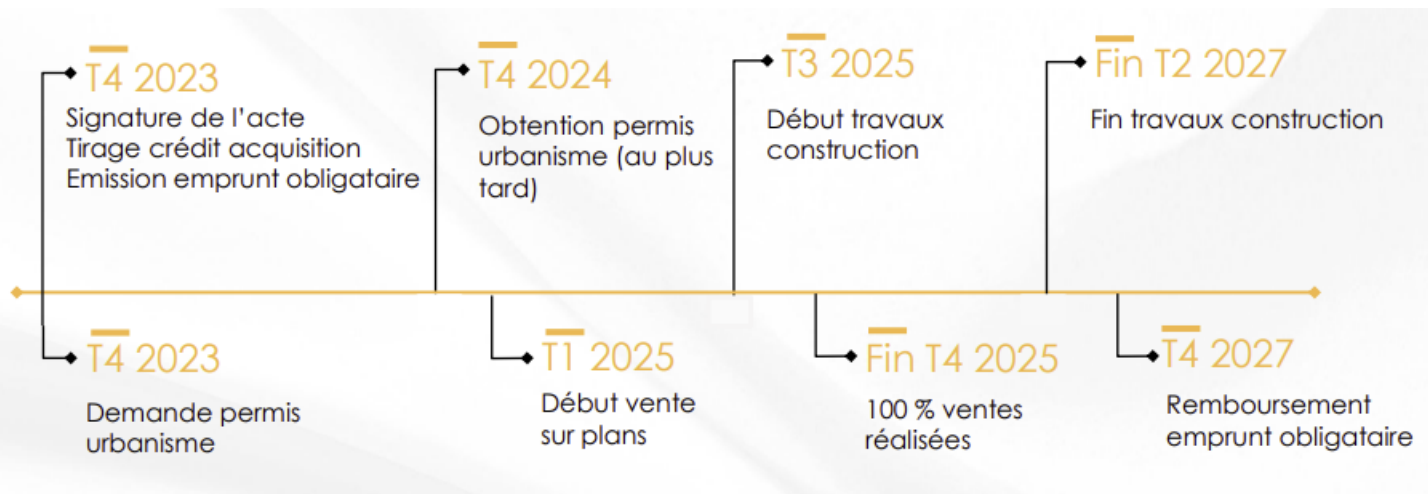 T4 2023
Signature de l'acte
Tirage crédit acquisition
Emission emprunt obligataire
T4 2024
Obtention permis
urbanisme (au plus
tard)
T3 2025
Début travaux
construction
Fin T2 2027
Fin travaux construction
T4 2023
Demande permis
urbanisme
T1 2025
Début vente
sur plans
Fin T4 2025
100 % ventes
réalisées
T4 2027
Remboursement
emprunt obligataire